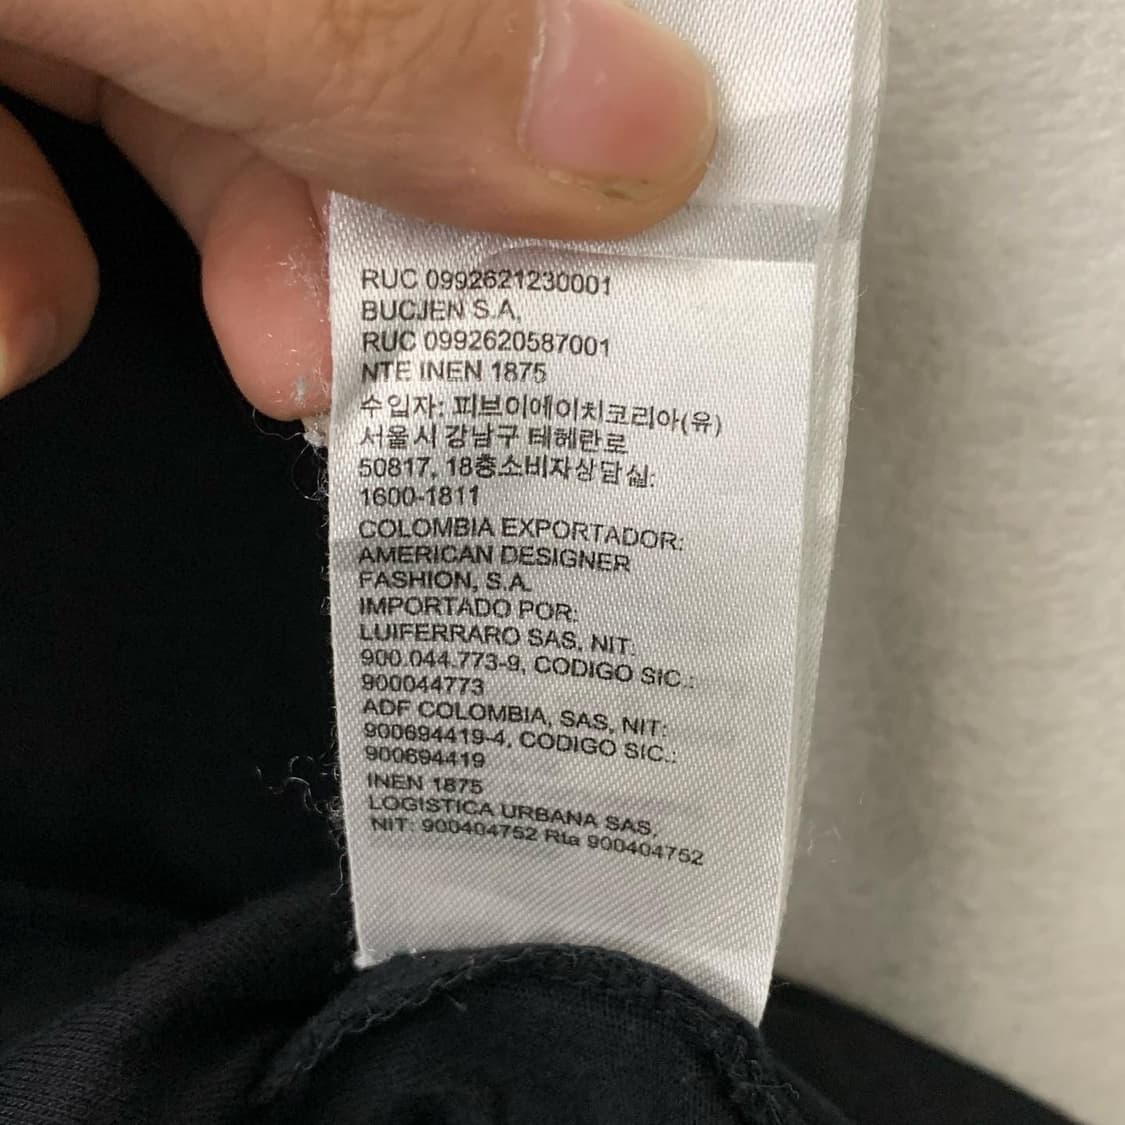 RUC 0992621230001
BUCJEN S.A.
RUC 0992620587001
NTE INEN 1875
수입자: 피브이에이치코리아(유)
서울시 강남구 테헤란로
50817, 18층소비자상담실:
1600-1811
COLOMBIA EXPORTADOR:
AMERICAN DESIGNER
FASHION, S.A.
IMPORTADO POR:
LUIFERRARO SAS, NIT:
900.044.773-9, CODIGO SIC.:
900044773
ADF COLOMBIA, SAS, NIT:
900694419-4, CODIGO SIC.:
900694419
INEN 1875
LOGISTICA URBANA SAS,
NIT: 900404752 Rta 900404752